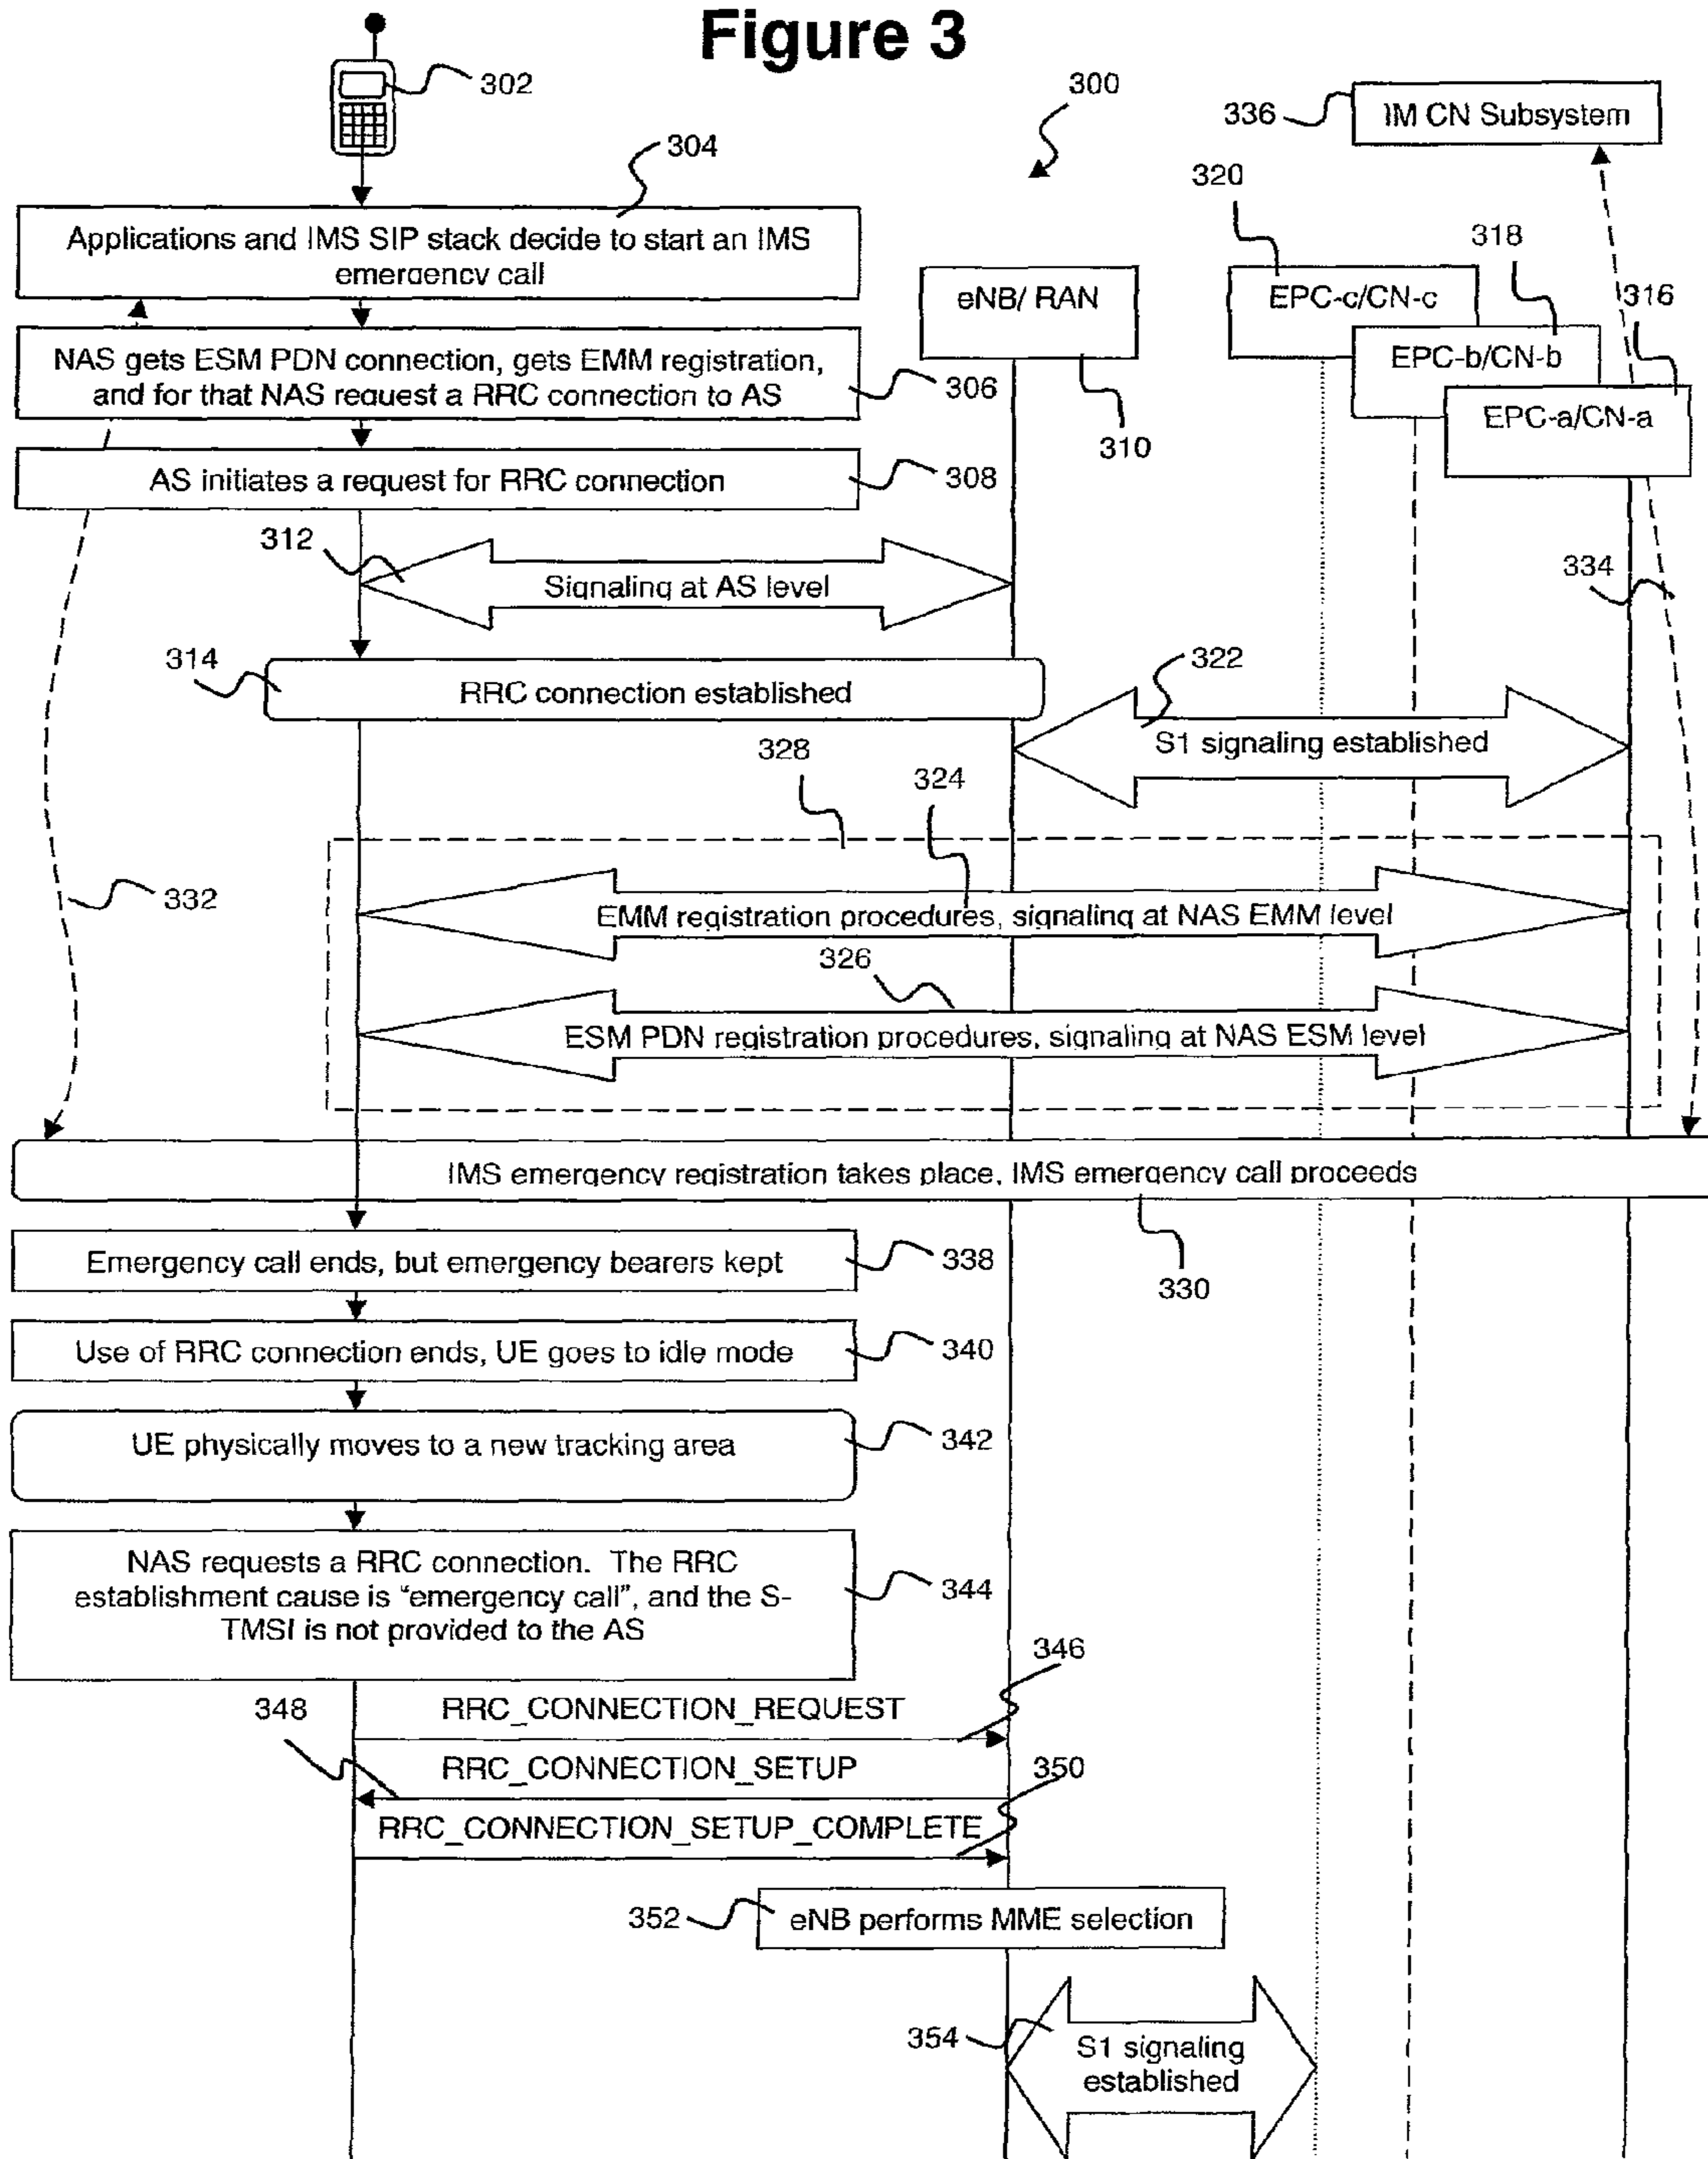 Figure 3
302
300
336
IM CN Subsystem
304
320
318
316
Applications and IMS SIP stack decide to start an IMS
emergency call
eNB/ RAN
EPC-c/CN-c
EPC-b/CN-b
EPC-a/CN-a
NAS gets ESM PDN connection, gets EMM registration,
and for that NAS request a RRC connection to AS
306
310
AS initiates a request for RRC connection
308
312
Signaling at AS level
334
314
RRC connection established
322
S1 signaling established
328
324
332
EMM registration procedures, signaling at NAS EMM level
326
ESM PDN registration procedures, signaling at NAS ESM level
IMS emergency registration takes place, IMS emergency call proceeds
330
Emergency call ends, but emergency bearers kept
338
Use of RRC connection ends, UE goes to idle mode
340
UE physically moves to a new tracking area
342
NAS requests a RRC connection. The RRC
establishment cause is “emergency call”, and the S-
TMSI is not provided to the AS
344
346
348
RRC_CONNECTION_REQUEST
RRC_CONNECTION_SETUP
350
RRC_CONNECTION_SETUP_COMPLETE
352
eNB performs MME selection
354
S1 signaling
established